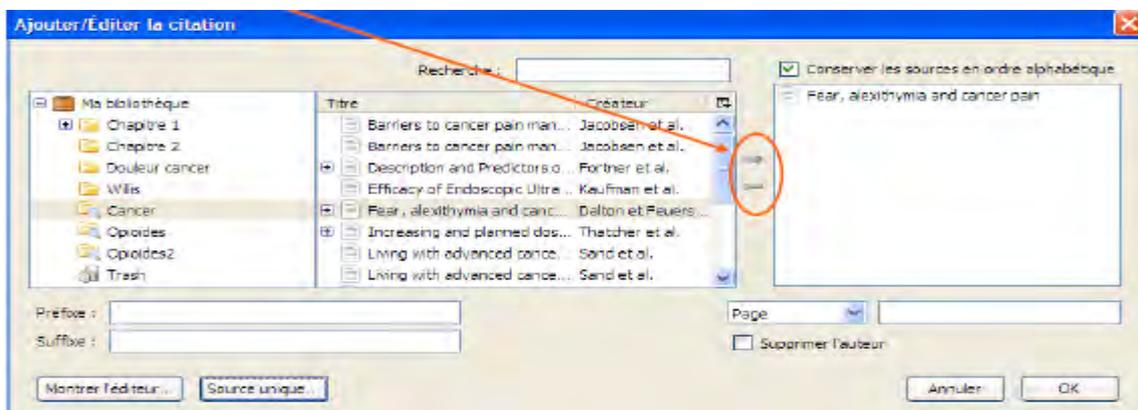 Ajouter/Éditer la citation
Recherche :
Conserver les sources en ordre alphabétique
Ma bibliothèque
Chapitre 1
Chapitre 2
Douleur cancer
Willis
Cancer
Opioides
Opioides2
Trash
Titre Créateur
Barriers to cancer pain man... Jacobsen et al.
Barriers to cancer pain man... Jacobsen et al.
Description and Predictors o... Fortner et al.
Efficacy of Endoscopic Ultra... Kaufman et al.
Fear, alexithymia and canc... Dalton et Feuers...
Increasing and planned dos... Thatcher et al.
Living with advanced cance... Sand et al.
Living with advanced cance... Sand et al.
Fear, alexithymia and cancer pain
Préfixe :
Suffixe :
Page
Supprimer l'auteur
Montrer l'éditeur... Source unique...
Annuler OK